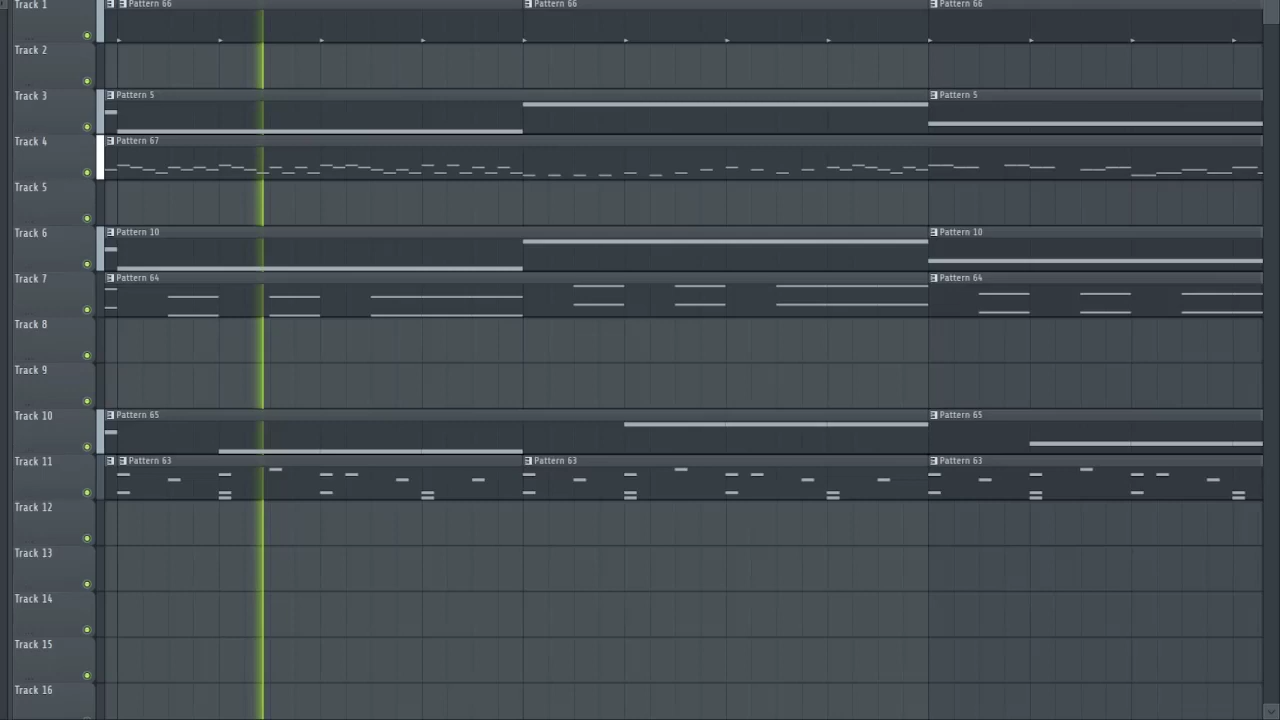 Track 1 Pattern 66 Pattern 66 Pattern 66
Track 2
Track 3 Pattern 5 Pattern 5
Track 4 Pattern 67
Track 5
Track 6 Pattern 10 Pattern 10
Track 7 Pattern 64 Pattern 64
Track 8
Track 9
Track 10 Pattern 65 Pattern 65
Track 11 Pattern 63 Pattern 63 Pattern 63
Track 12
Track 13
Track 14
Track 15
Track 16